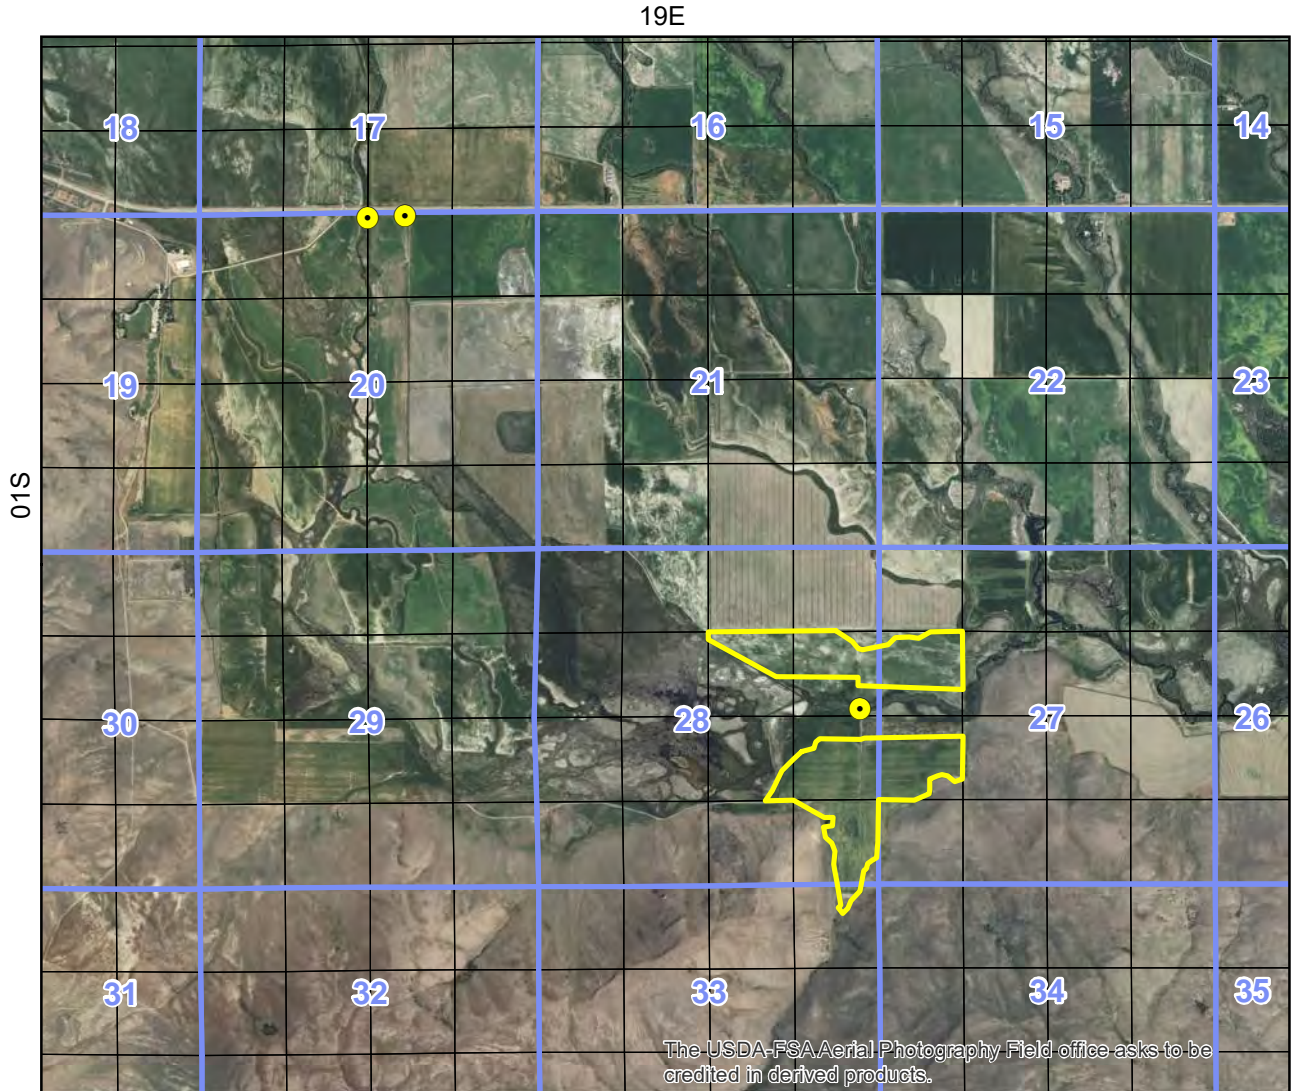 19E
18 17 16 15 14
19 20 21 22 23
01S
30 29 28 27 26
31 32 33 34 35
The USDA-FSA Aerial Photography Field office asks to be
credited in derived products.